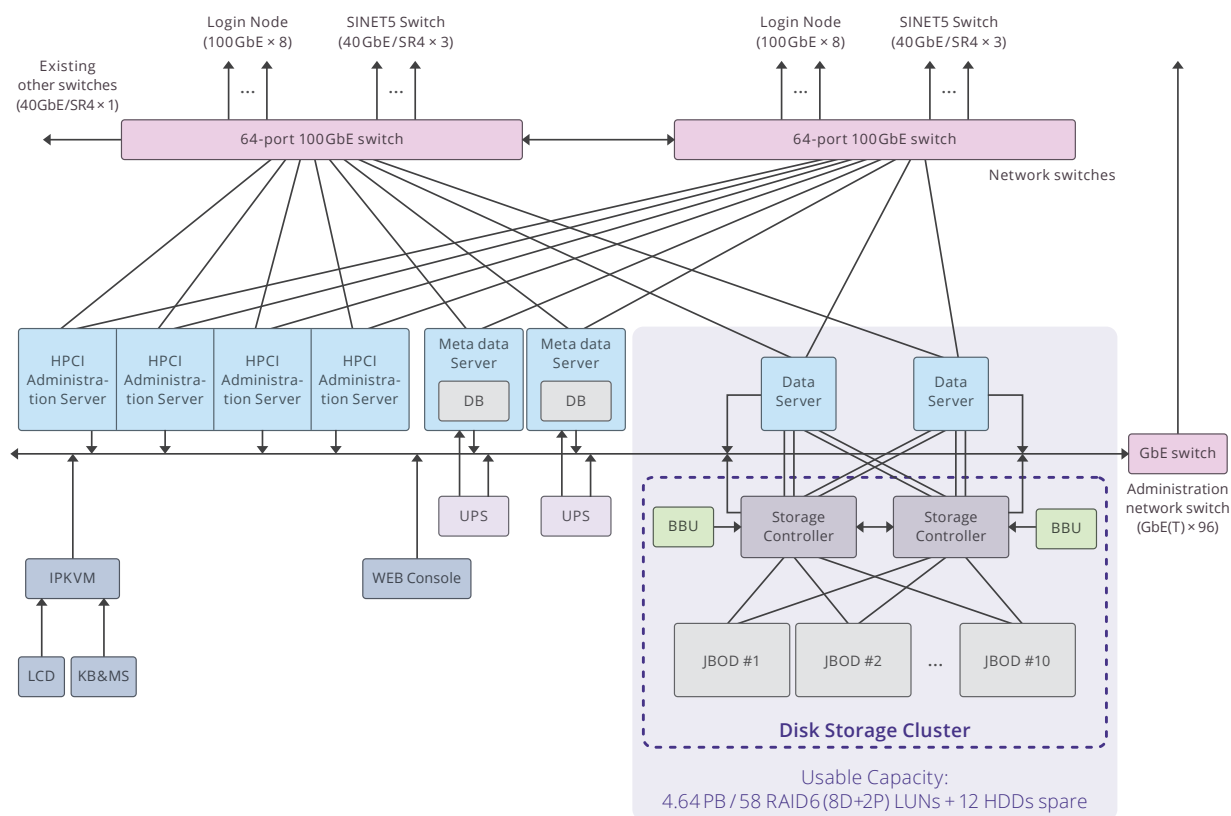 Login Node
(100GbE × 8)
SINET5 Switch
(40GbE/SR4 × 3)
Login Node
(100GbE × 8)
SINET5 Switch
(40GbE/SR4 × 3)
Existing
other switches
(40GbE/SR4 × 1)
...
...
...
...
64-port 100GbE switch
64-port 100GbE switch
Network switches
HPCI
Administra-
tion Server
HPCI
Administra-
tion Server
HPCI
Administra-
tion Server
HPCI
Administra-
tion Server
Meta data
Server
DB
Meta data
Server
DB
Data
Server
Data
Server
GbE switch
Administration
network switch
(GbE(T) × 96)
UPS
UPS
BBU
Storage
Controller
Storage
Controller
BBU
IPKVM
WEB Console
LCD
KB&MS
JBOD #1
JBOD #2
...
JBOD #10
Disk Storage Cluster
Usable Capacity:
4.64 PB / 58 RAID6 (8D+2P) LUNs + 12 HDDs spare